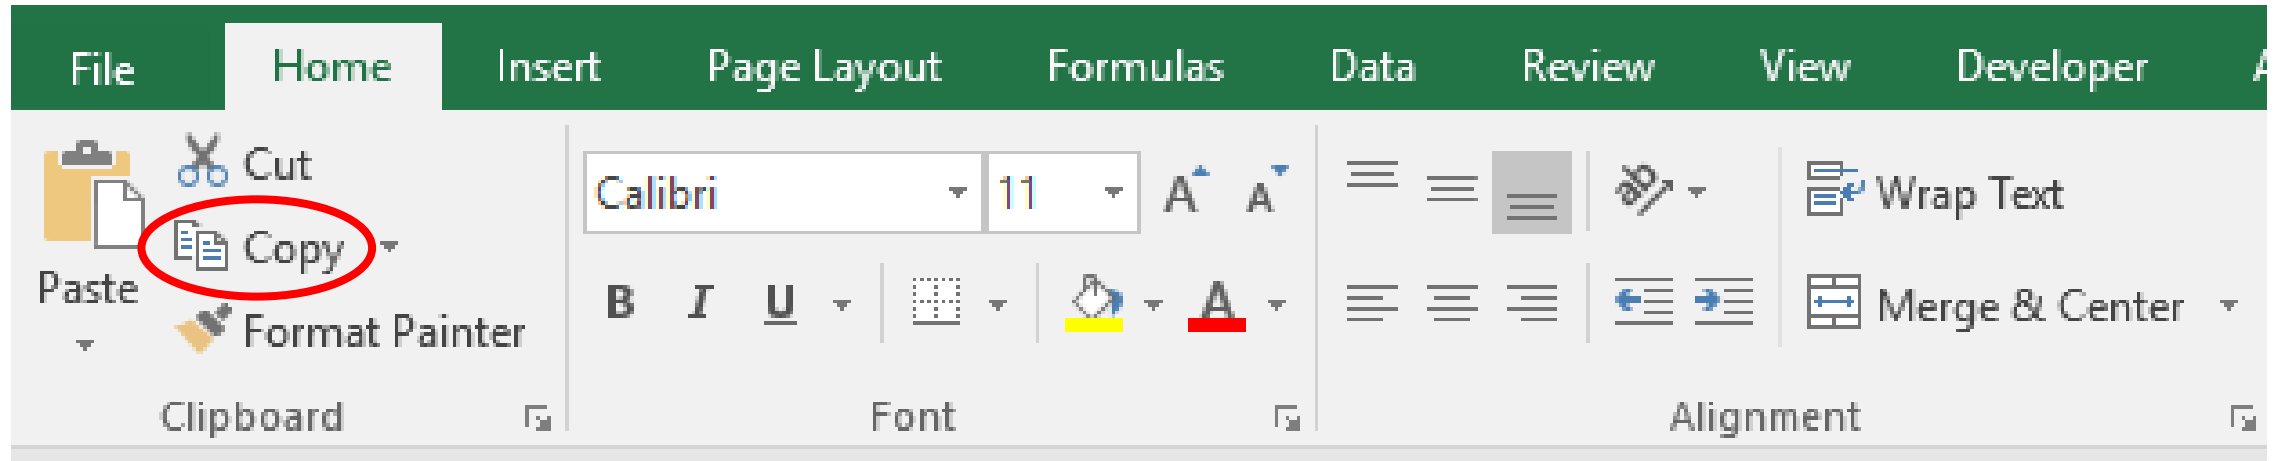 File Home Insert Page Layout Formulas Data Review View Developer A
Cut
Copy
Paste
Format Painter
Clipboard
Calibri 11 A A
B I U A
Font
ab
Wrap Text
Merge & Center
Alignment